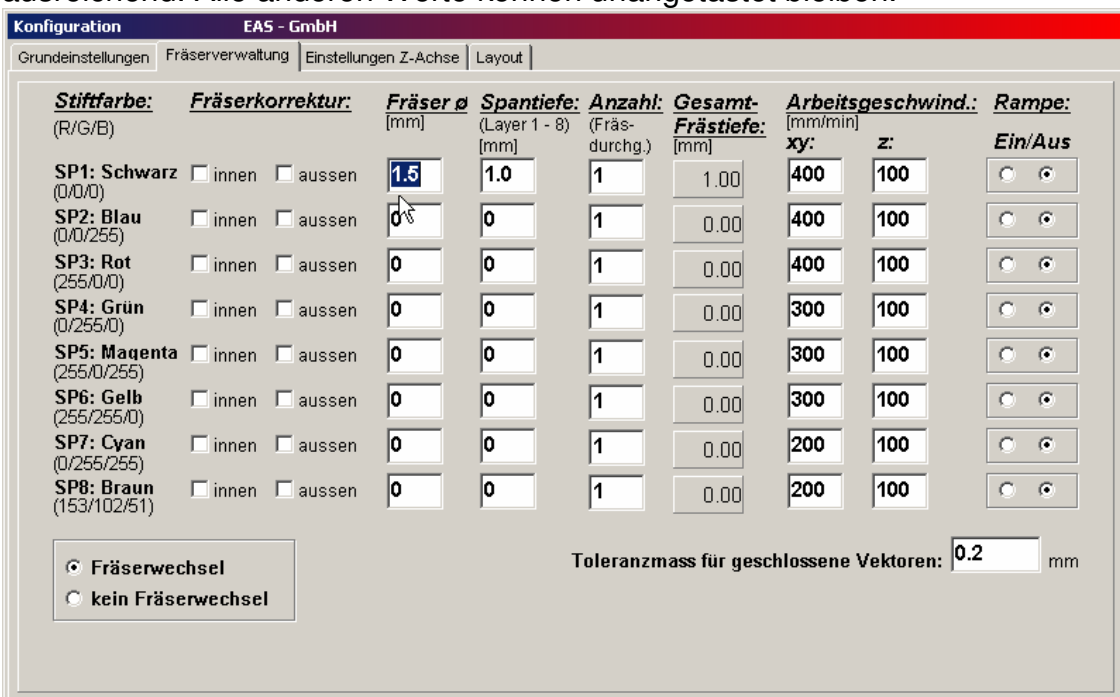 ausreichend. Alle anderen Werte können unangetastet bleiben.
Konfiguration EAS - GmbH
Grundeinstellungen Fräserverwaltung Einstellungen Z-Achse Layout
Stiftfarbe: Fräserkorrektur: Fräser ø Spantiefe: Anzahl: Gesamt- Arbeitsgeschwind.: Rampe:
(R/G/B) [mm] (Layer 1 - 8) (Fräs- Frästiefe: [mm/min]
[mm] durchg.) [mm] xy: z: Ein/Aus
SP1: Schwarz innen aussen 1.5 1.0 1 1.00 400 100
(0/0/0)
SP2: Blau innen aussen 0 0 1 0.00 400 100
(0/0/255)
SP3: Rot innen aussen 0 0 1 0.00 400 100
(255/0/0)
SP4: Grün innen aussen 0 0 1 0.00 300 100
(0/255/0)
SP5: Magenta innen aussen 0 0 1 0.00 300 100
(255/0/255)
SP6: Gelb innen aussen 0 0 1 0.00 300 100
(255/255/0)
SP7: Cyan innen aussen 0 0 1 0.00 200 100
(0/255/255)
SP8: Braun innen aussen 0 0 1 0.00 200 100
(153/102/51)
Fräserwechsel
kein Fräserwechsel
Toleranzmass für geschlossene Vektoren: 0.2 mm